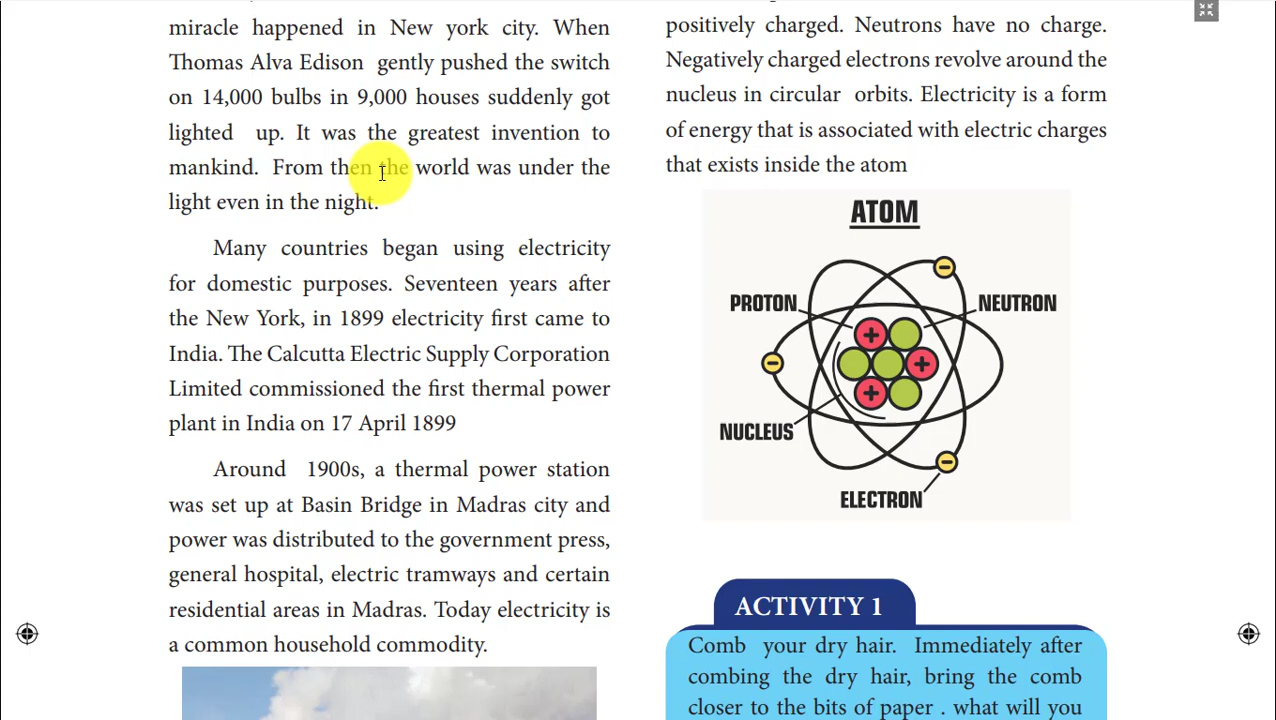 miracle happened in New york city. When
Thomas Alva Edison gently pushed the switch
on 14,000 bulbs in 9,000 houses suddenly got
lighted up. It was the greatest invention to
mankind. From then the world was under the
light even in the night.
Many countries began using electricity
for domestic purposes. Seventeen years after
the New York, in 1899 electricity first came to
India. The Calcutta Electric Supply Corporation
Limited commissioned the first thermal power
plant in India on 17 April 1899
Around 1900s, a thermal power station
was set up at Basin Bridge in Madras city and
power was distributed to the government press,
general hospital, electric tramways and certain
residential areas in Madras. Today electricity is
a common household commodity.
positively charged. Neutrons have no charge.
Negatively charged electrons revolve around the
nucleus in circular orbits. Electricity is a form
of energy that is associated with electric charges
that exists inside the atom
ATOM
PROTON
NEUTRON
NUCLEUS
ELECTRON
ACTIVITY 1
Comb your dry hair. Immediately after
combing the dry hair, bring the comb
closer to the bits of paper . what will you